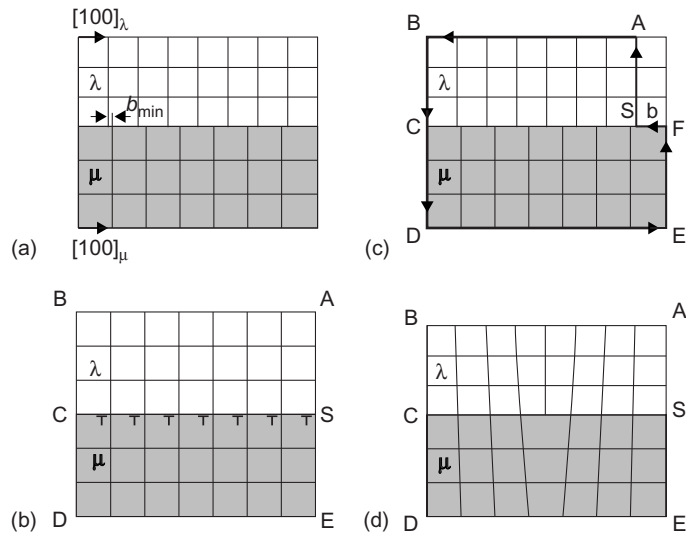 [100]λ
λ
bmin
μ
[100]μ
(a)
B A
λ
S b
C F
μ
D E
(c)
B A
λ
C S
⊤ ⊤ ⊤ ⊤ ⊤ ⊤ ⊤
μ
(b) D E
B A
λ
C S
μ
D (d) E